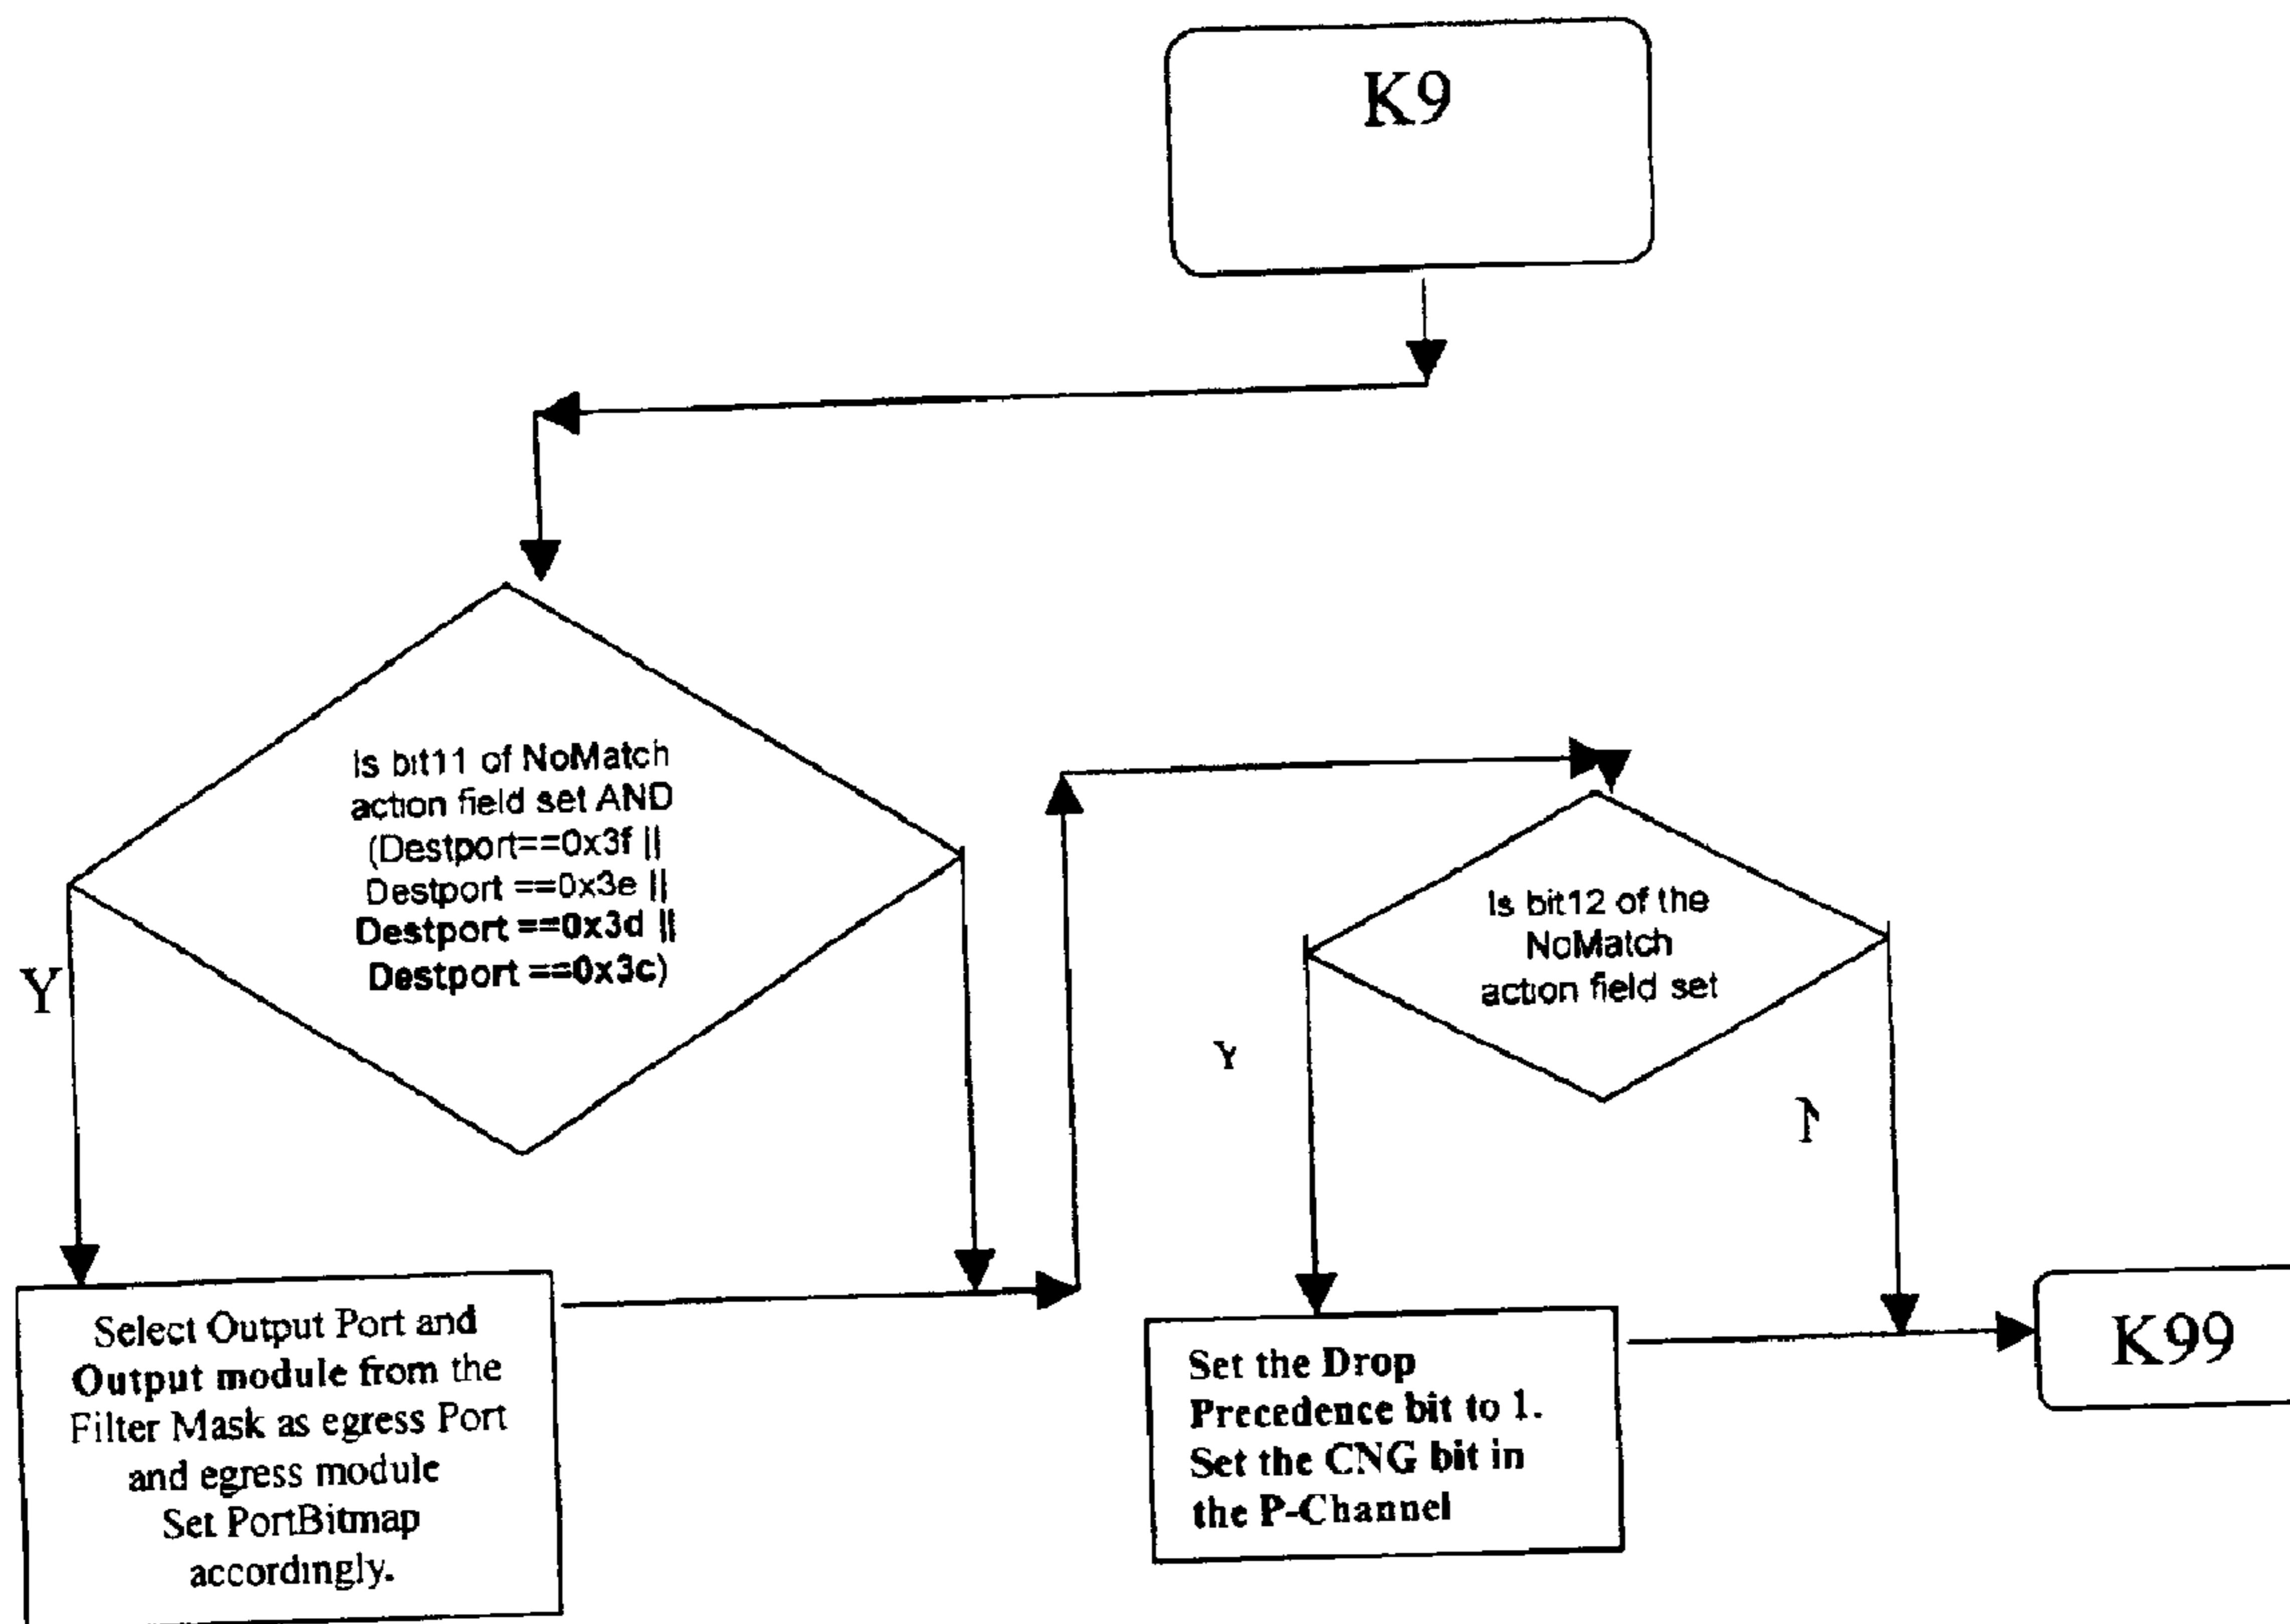 K9
Is bit11 of NoMatch
action field set AND
(Destport==0x3f ||
Destport ==0x3e ||
Destport ==0x3d ||
Destport ==0x3c)
Y
Is bit12 of the
NoMatch
action field set
Y
Select Output Port and
Output module from the
Filter Mask as egress Port
and egress module
Set PortBitmap
accordingly.
Set the Drop
Precedence bit to 1.
Set the CNG bit in
the P-Channel
K99